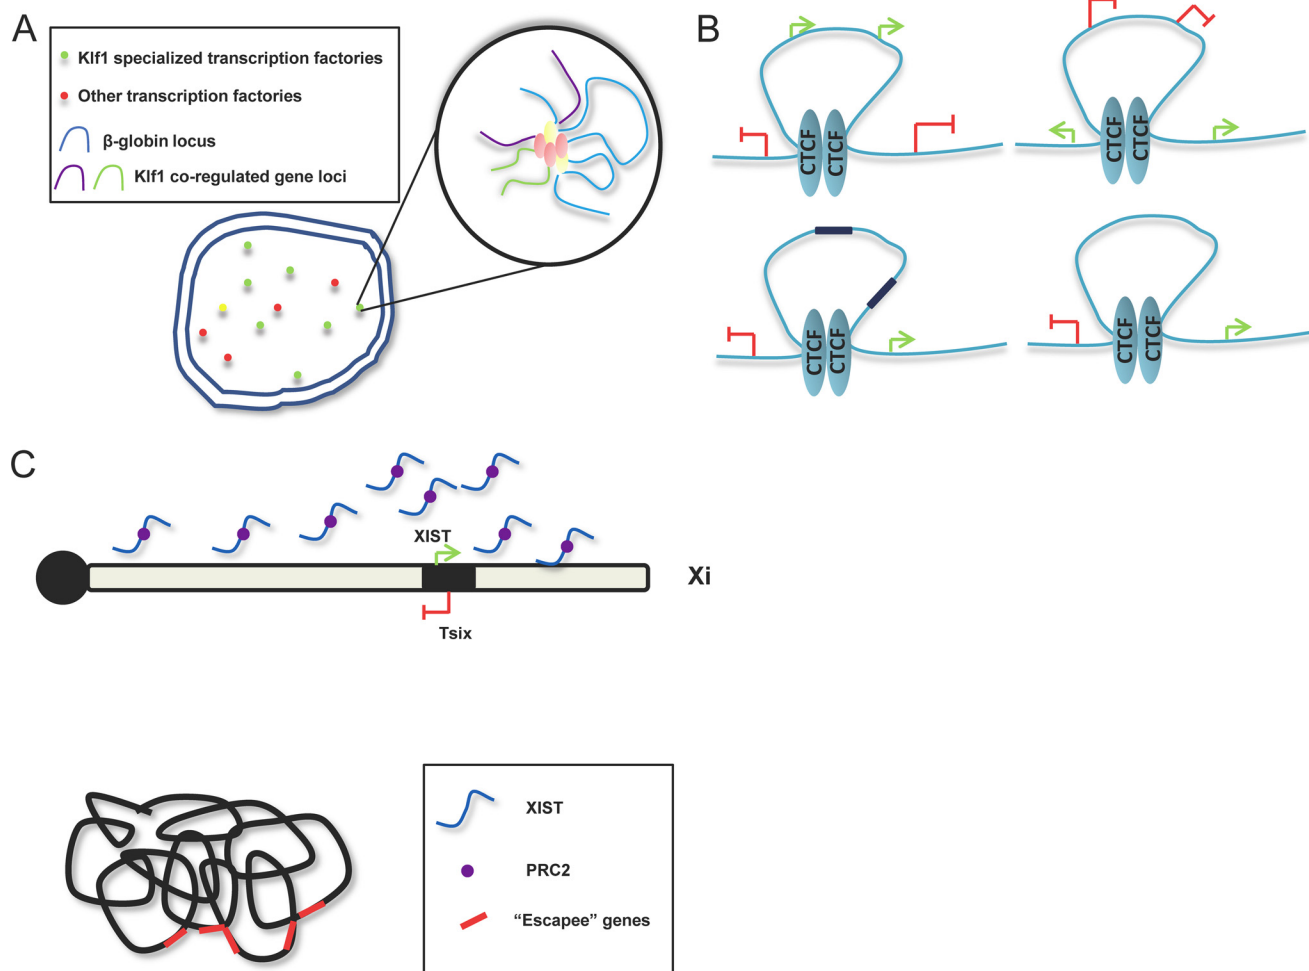 A
Klf1 specialized transcription factories
Other transcription factories
β-globin locus
Klf1 co-regulated gene loci
B
CTCF CTCF
CTCF CTCF
CTCF CTCF
CTCF CTCF
C
XIST
Xi
Tsix
XIST
PRC2
“Escapee” genes